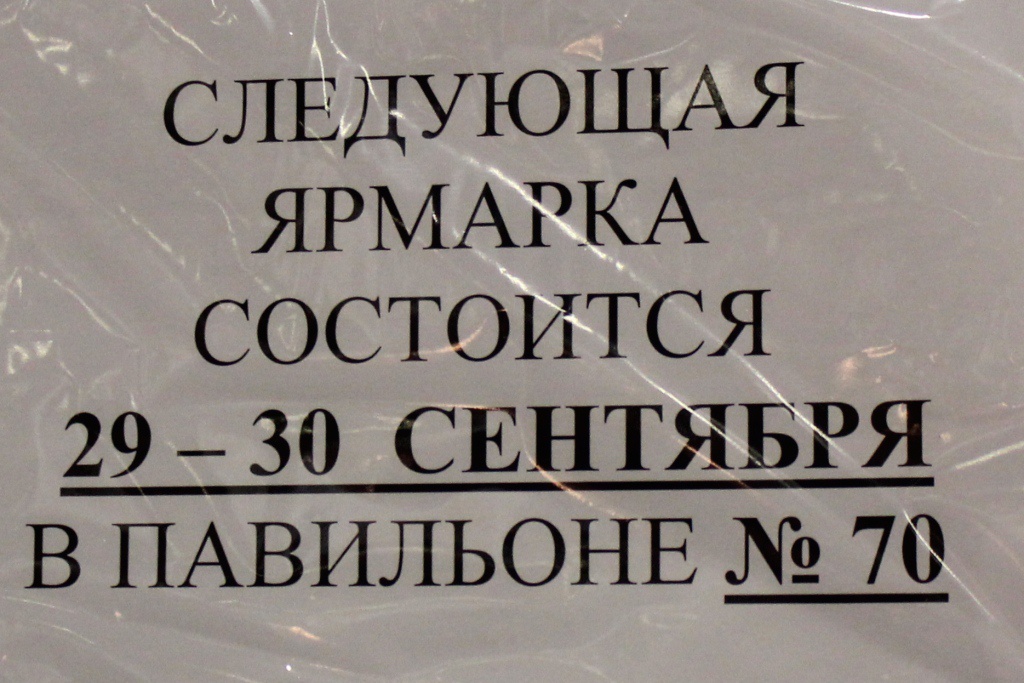 СЛЕДУЮЩАЯ
ЯРМАРКА
СОСТОИТСЯ
29 – 30 СЕНТЯБРЯ
В ПАВИЛЬОНЕ № 70